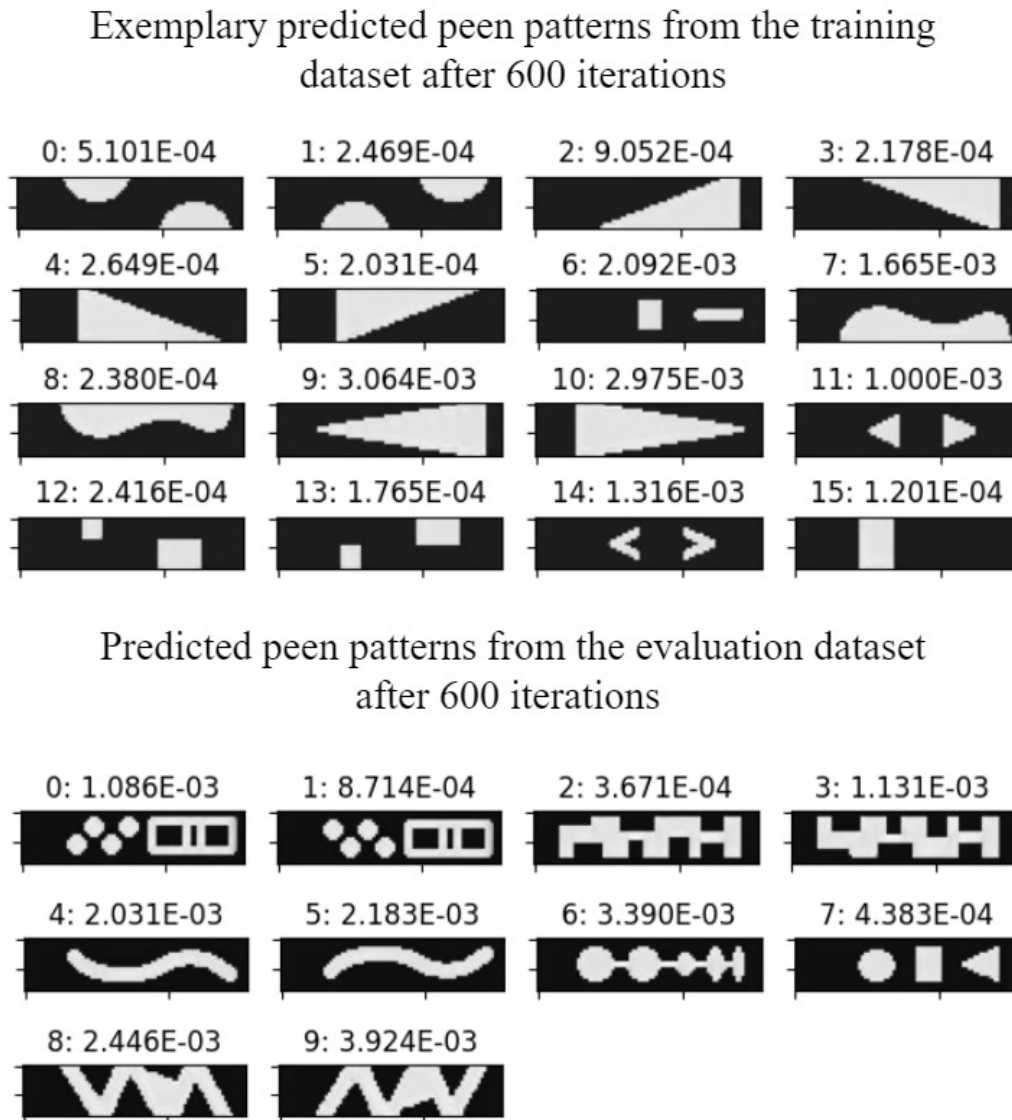 Exemplary predicted peen patterns from the training
dataset after 600 iterations
0: 5.101E-04 1: 2.469E-04 2: 9.052E-04 3: 2.178E-04
4: 2.649E-04 5: 2.031E-04 6: 2.092E-03 7: 1.665E-03
8: 2.380E-04 9: 3.064E-03 10: 2.975E-03 11: 1.000E-03
12: 2.416E-04 13: 1.765E-04 14: 1.316E-03 15: 1.201E-04
Predicted peen patterns from the evaluation dataset
after 600 iterations
0: 1.086E-03 1: 8.714E-04 2: 3.671E-04 3: 1.131E-03
4: 2.031E-03 5: 2.183E-03 6: 3.390E-03 7: 4.383E-04
8: 2.446E-03 9: 3.924E-03